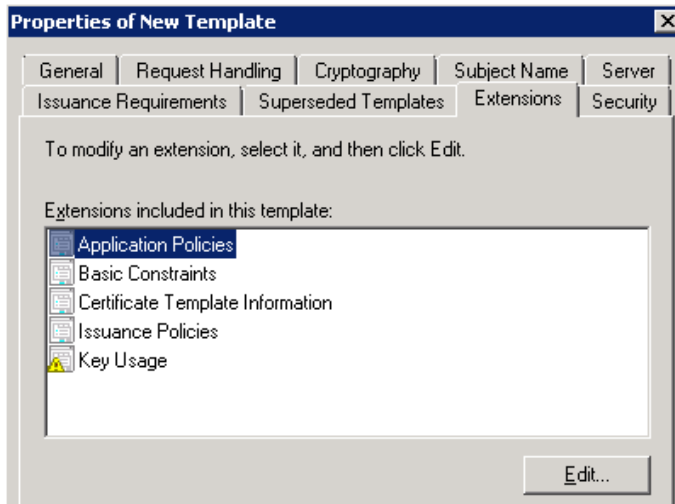 Properties of New Template
General Request Handling Cryptography Subject Name Server
Issuance Requirements Superseded Templates Extensions Security
To modify an extension, select it, and then click Edit.
Extensions included in this template:
Application Policies
Basic Constraints
Certificate Template Information
Issuance Policies
Key Usage
Edit...